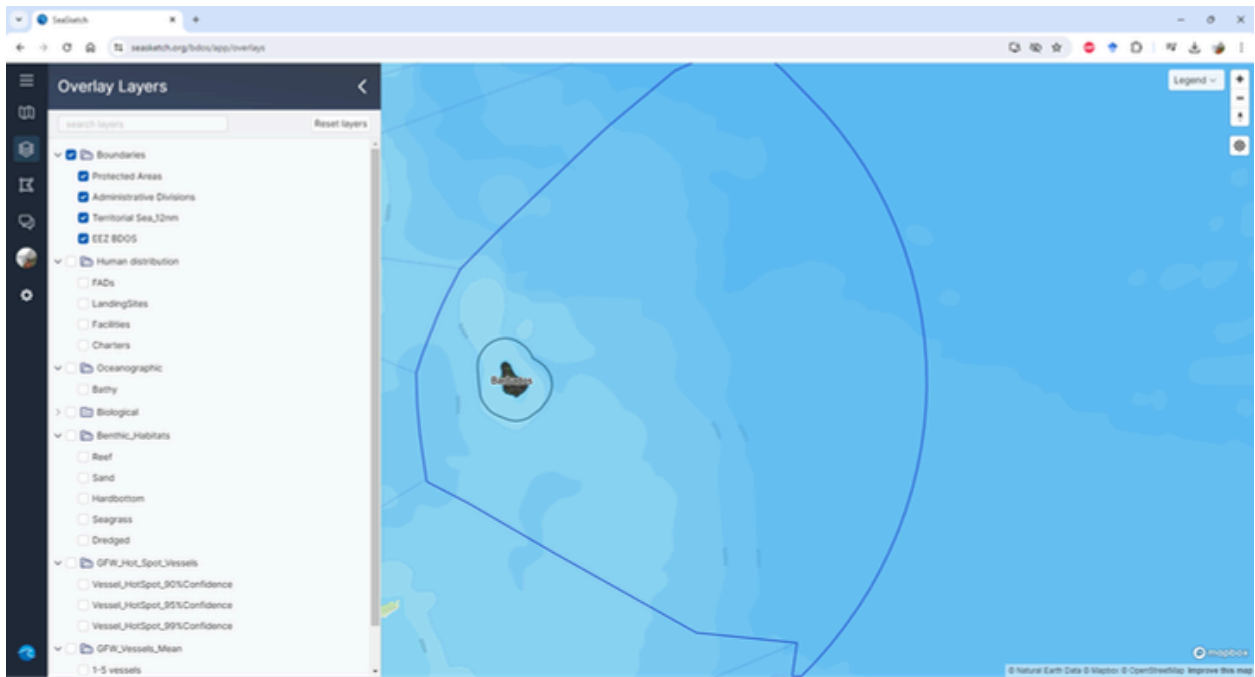 SeaSketch
seasketch.org/bdos/app/overlays
Overlay Layers
Legend
search layers
Reset layers
Boundaries
Protected Areas
Administrative Divisions
Territorial Sea_12nm
EEZ BDOS
Human distribution
FADs
LandingSites
Facilities
Charters
Oceanographic
Bathy
Biological
Benthic_Habitats
Reef
Sand
Hardbottom
Seagrass
Dredged
GFW_Hot_Spot_Vessels
Vessel_HotSpot_90%Confidence
Vessel_HotSpot_95%Confidence
Vessel_HotSpot_99%Confidence
GFW_Vessels_Mean
1-5 vessels
Barbados
mapbox
© Natural Earth Data © Mapbox © OpenStreetMap Improve this map